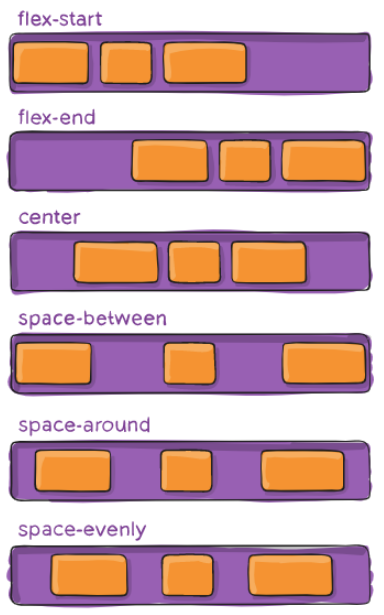 flex-start
flex-end
center
space-between
space-around
space-evenly